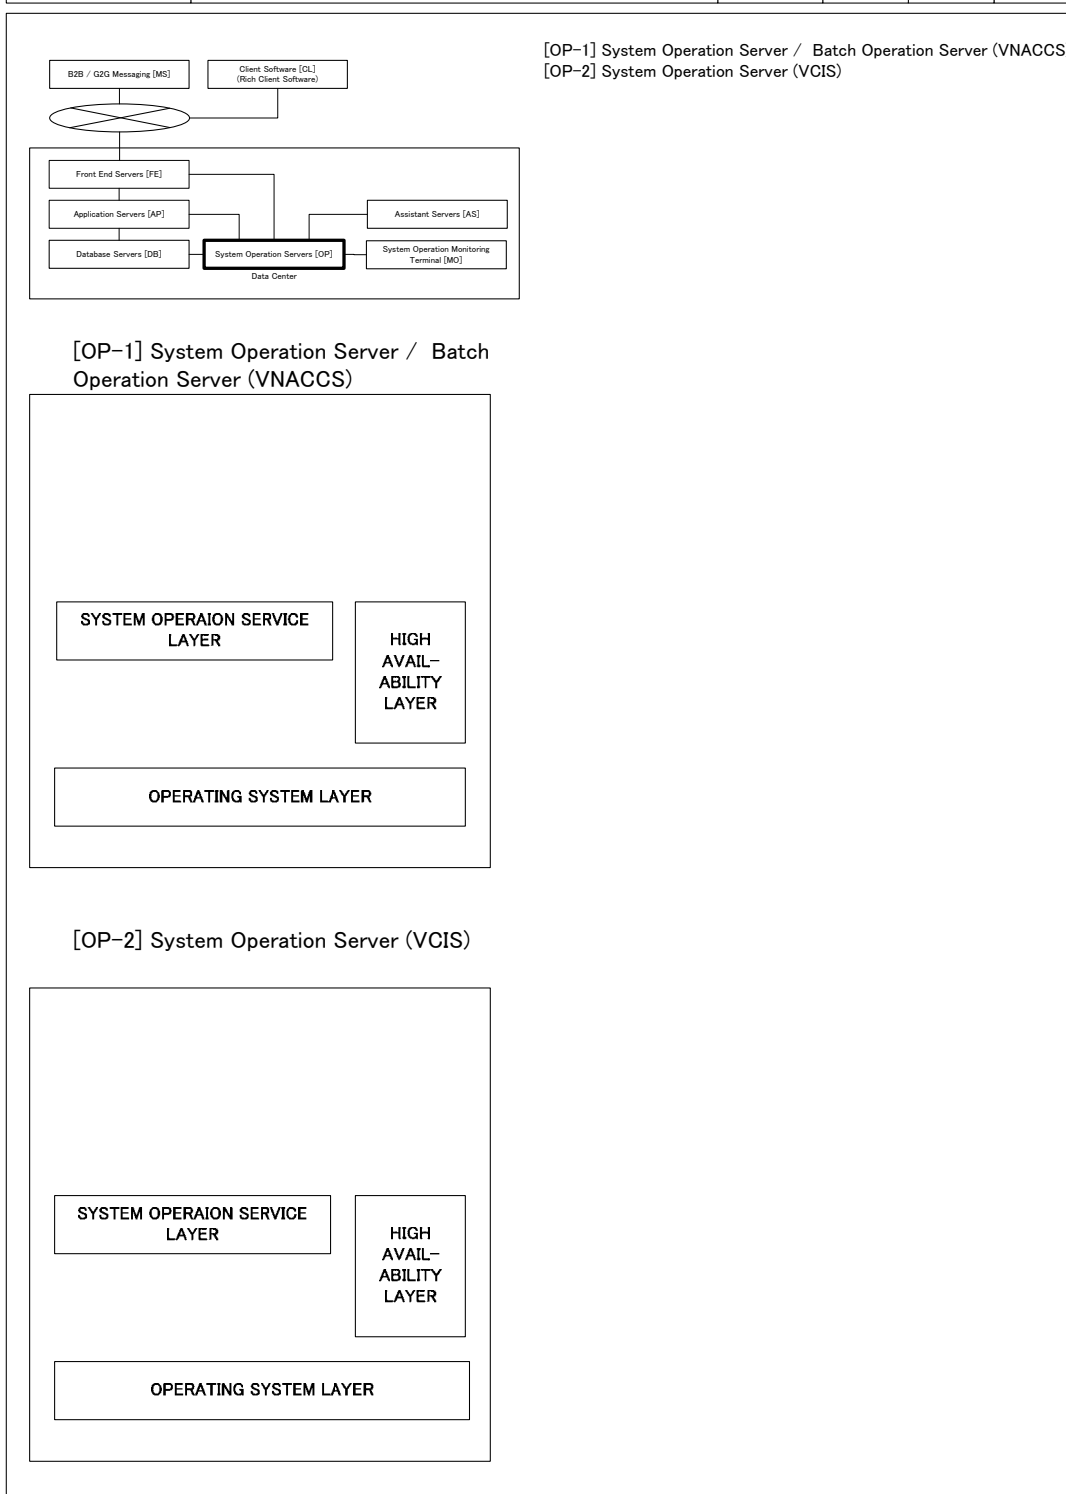 [OP-1] System Operation Server / Batch Operation Server (VNACCS)
[OP-2] System Operation Server (VCIS)
B2B / G2G Messaging [MS]
Client Software [CL]
(Rich Client Software)
Front End Servers [FE]
Application Servers [AP]
Assistant Servers [AS]
Database Servers [DB]
System Operation Servers [OP]
System Operation Monitoring
Terminal [MO]
Data Center
[OP-1] System Operation Server / Batch
Operation Server (VNACCS)
SYSTEM OPERAION SERVICE
LAYER
HIGH
AVAIL-
ABILITY
LAYER
OPERATING SYSTEM LAYER
[OP-2] System Operation Server (VCIS)
SYSTEM OPERAION SERVICE
LAYER
HIGH
AVAIL-
ABILITY
LAYER
OPERATING SYSTEM LAYER